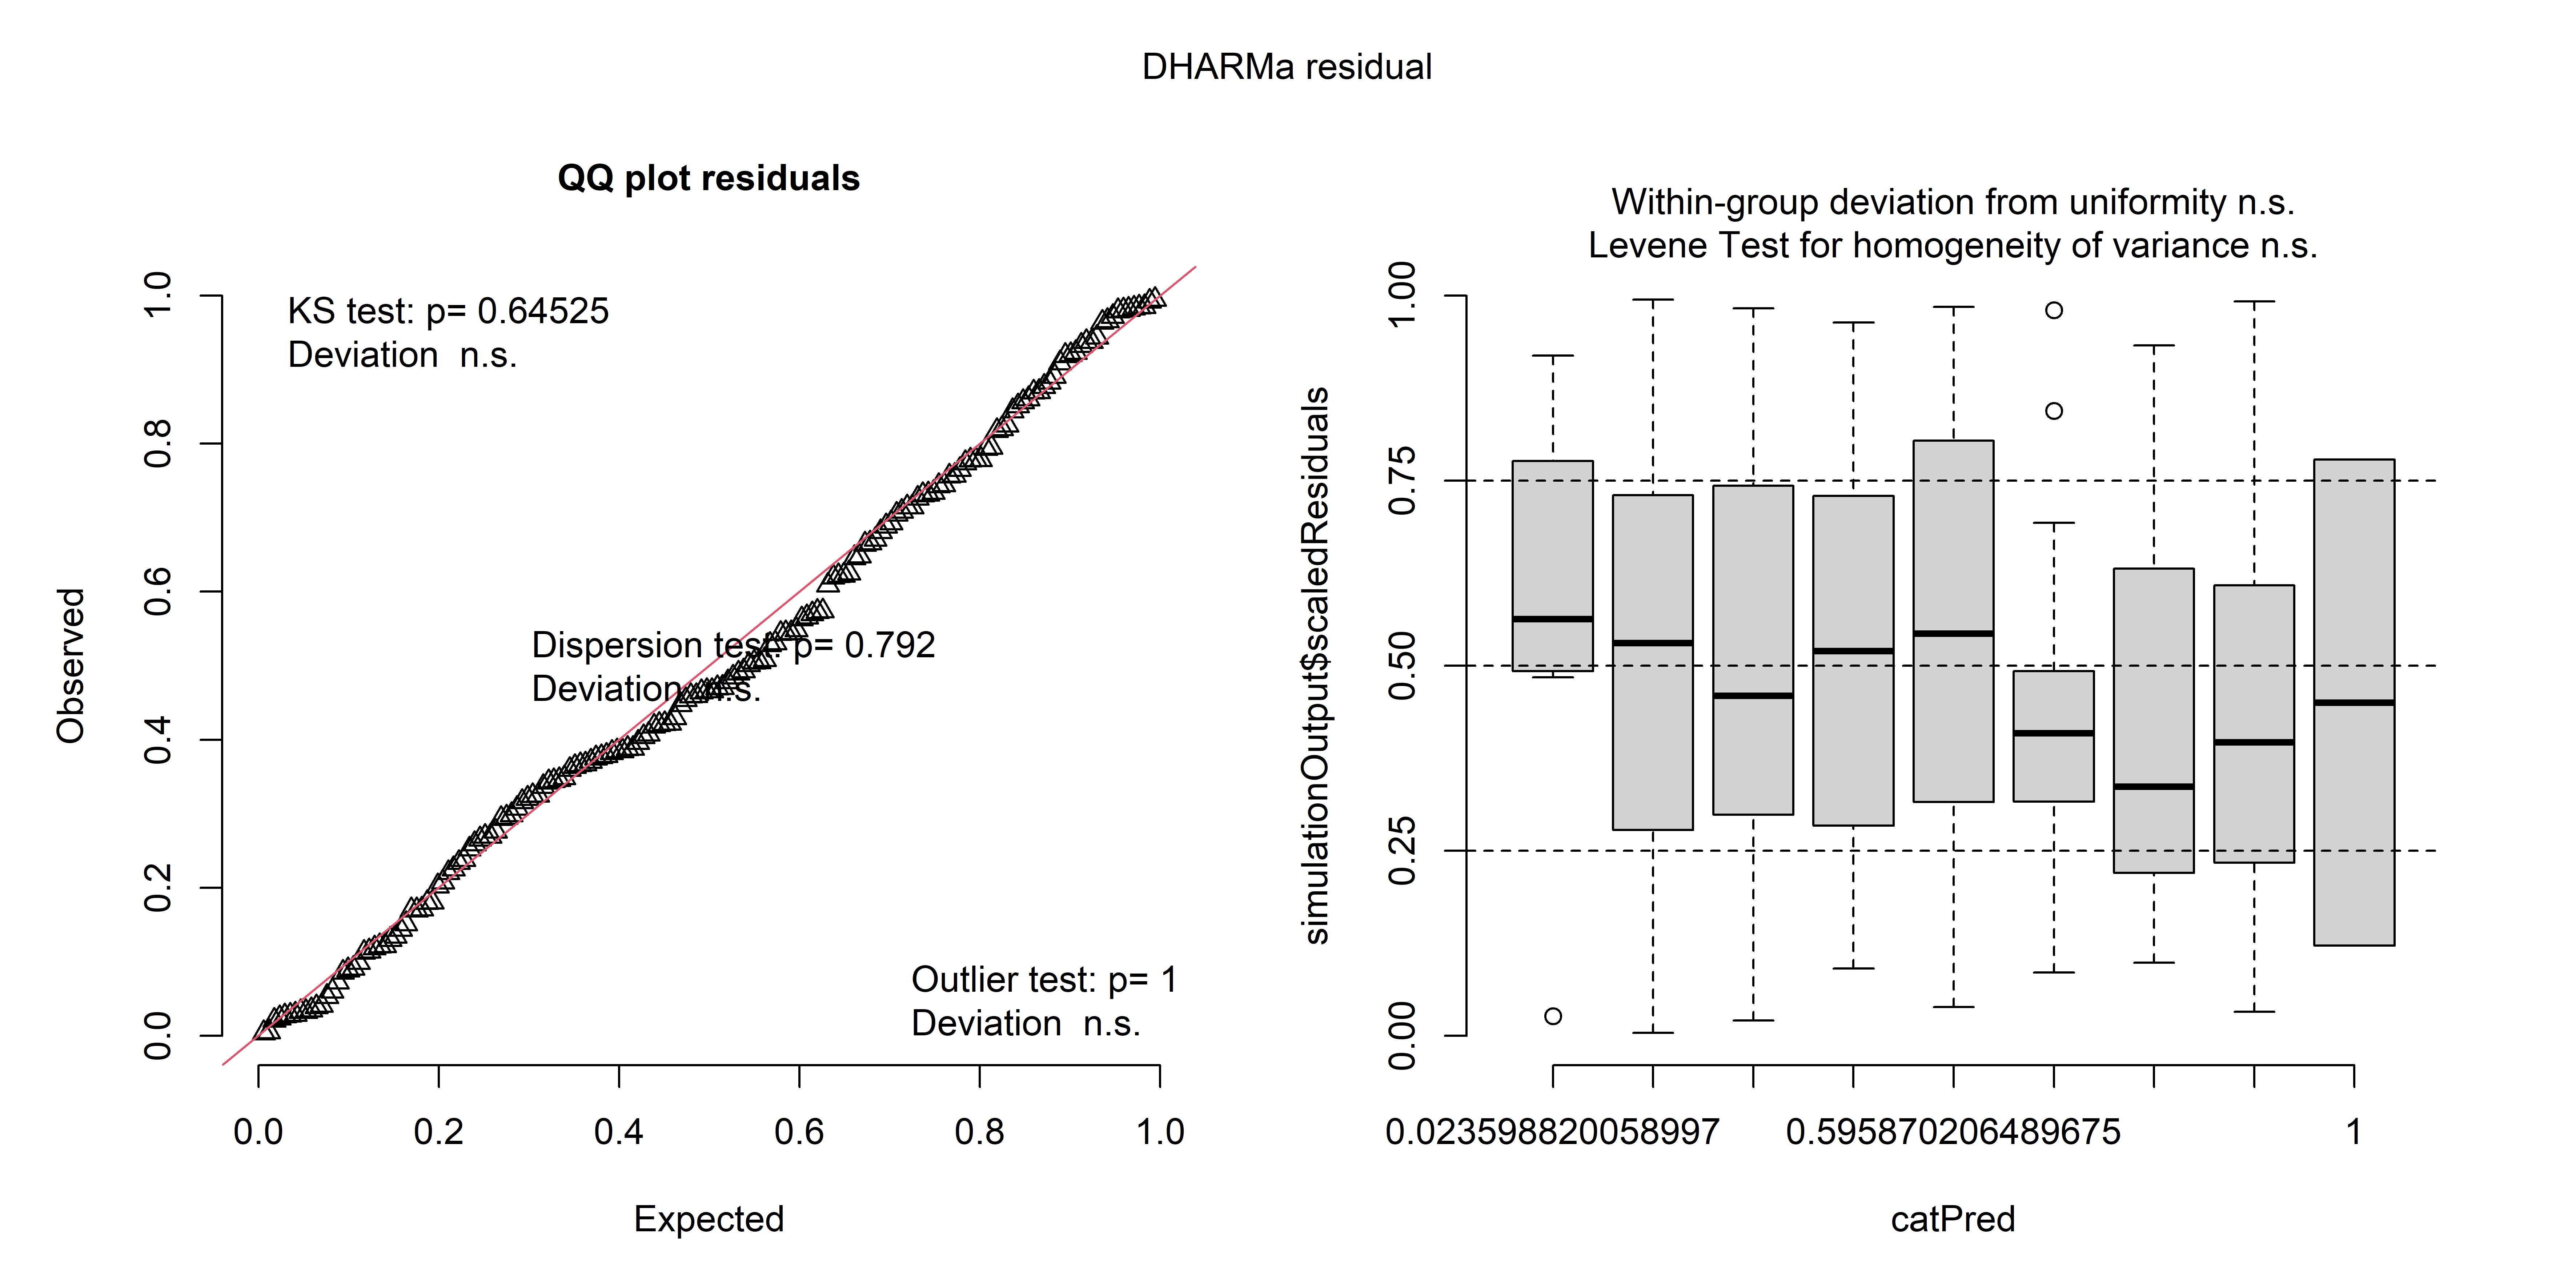 DHARMa residual
QQ plot residuals
KS test: p= 0.64525
Deviation  n.s.
Dispersion test: p= 0.792
Deviation n.s.
Outlier test: p= 1
Deviation  n.s.
Observed
0.0
0.2
0.4
0.6
0.8
1.0
0.0
0.2
0.4
0.6
0.8
1.0
Expected
Within-group deviation from uniformity n.s.
Levene Test for homogeneity of variance n.s.
simulationOutput$scaledResiduals
0.00
0.25
0.50
0.75
1.00
0.023598820058997
0.595870206489675
1
catPred